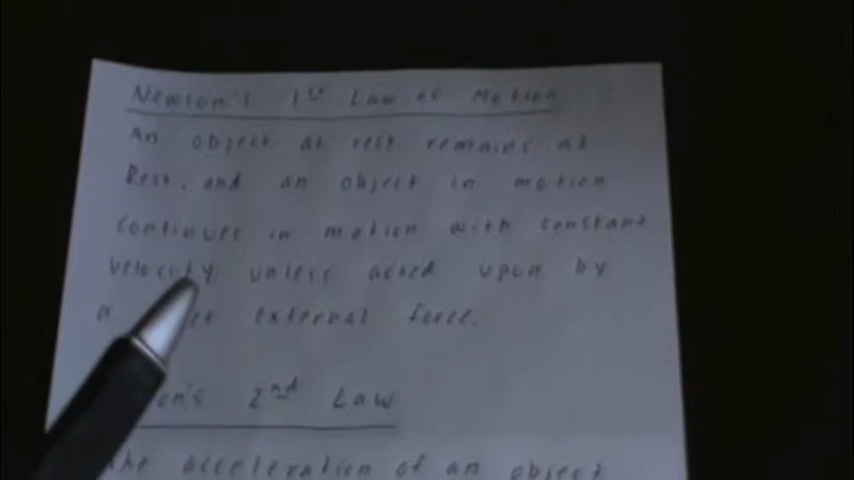 Newton's 1st Law of Motion
An object at rest remains at
Rest, and an object in motion
continues in motion with constant
velocity unless acked upon by
a external force.
2nd Law
The acceleration of an object